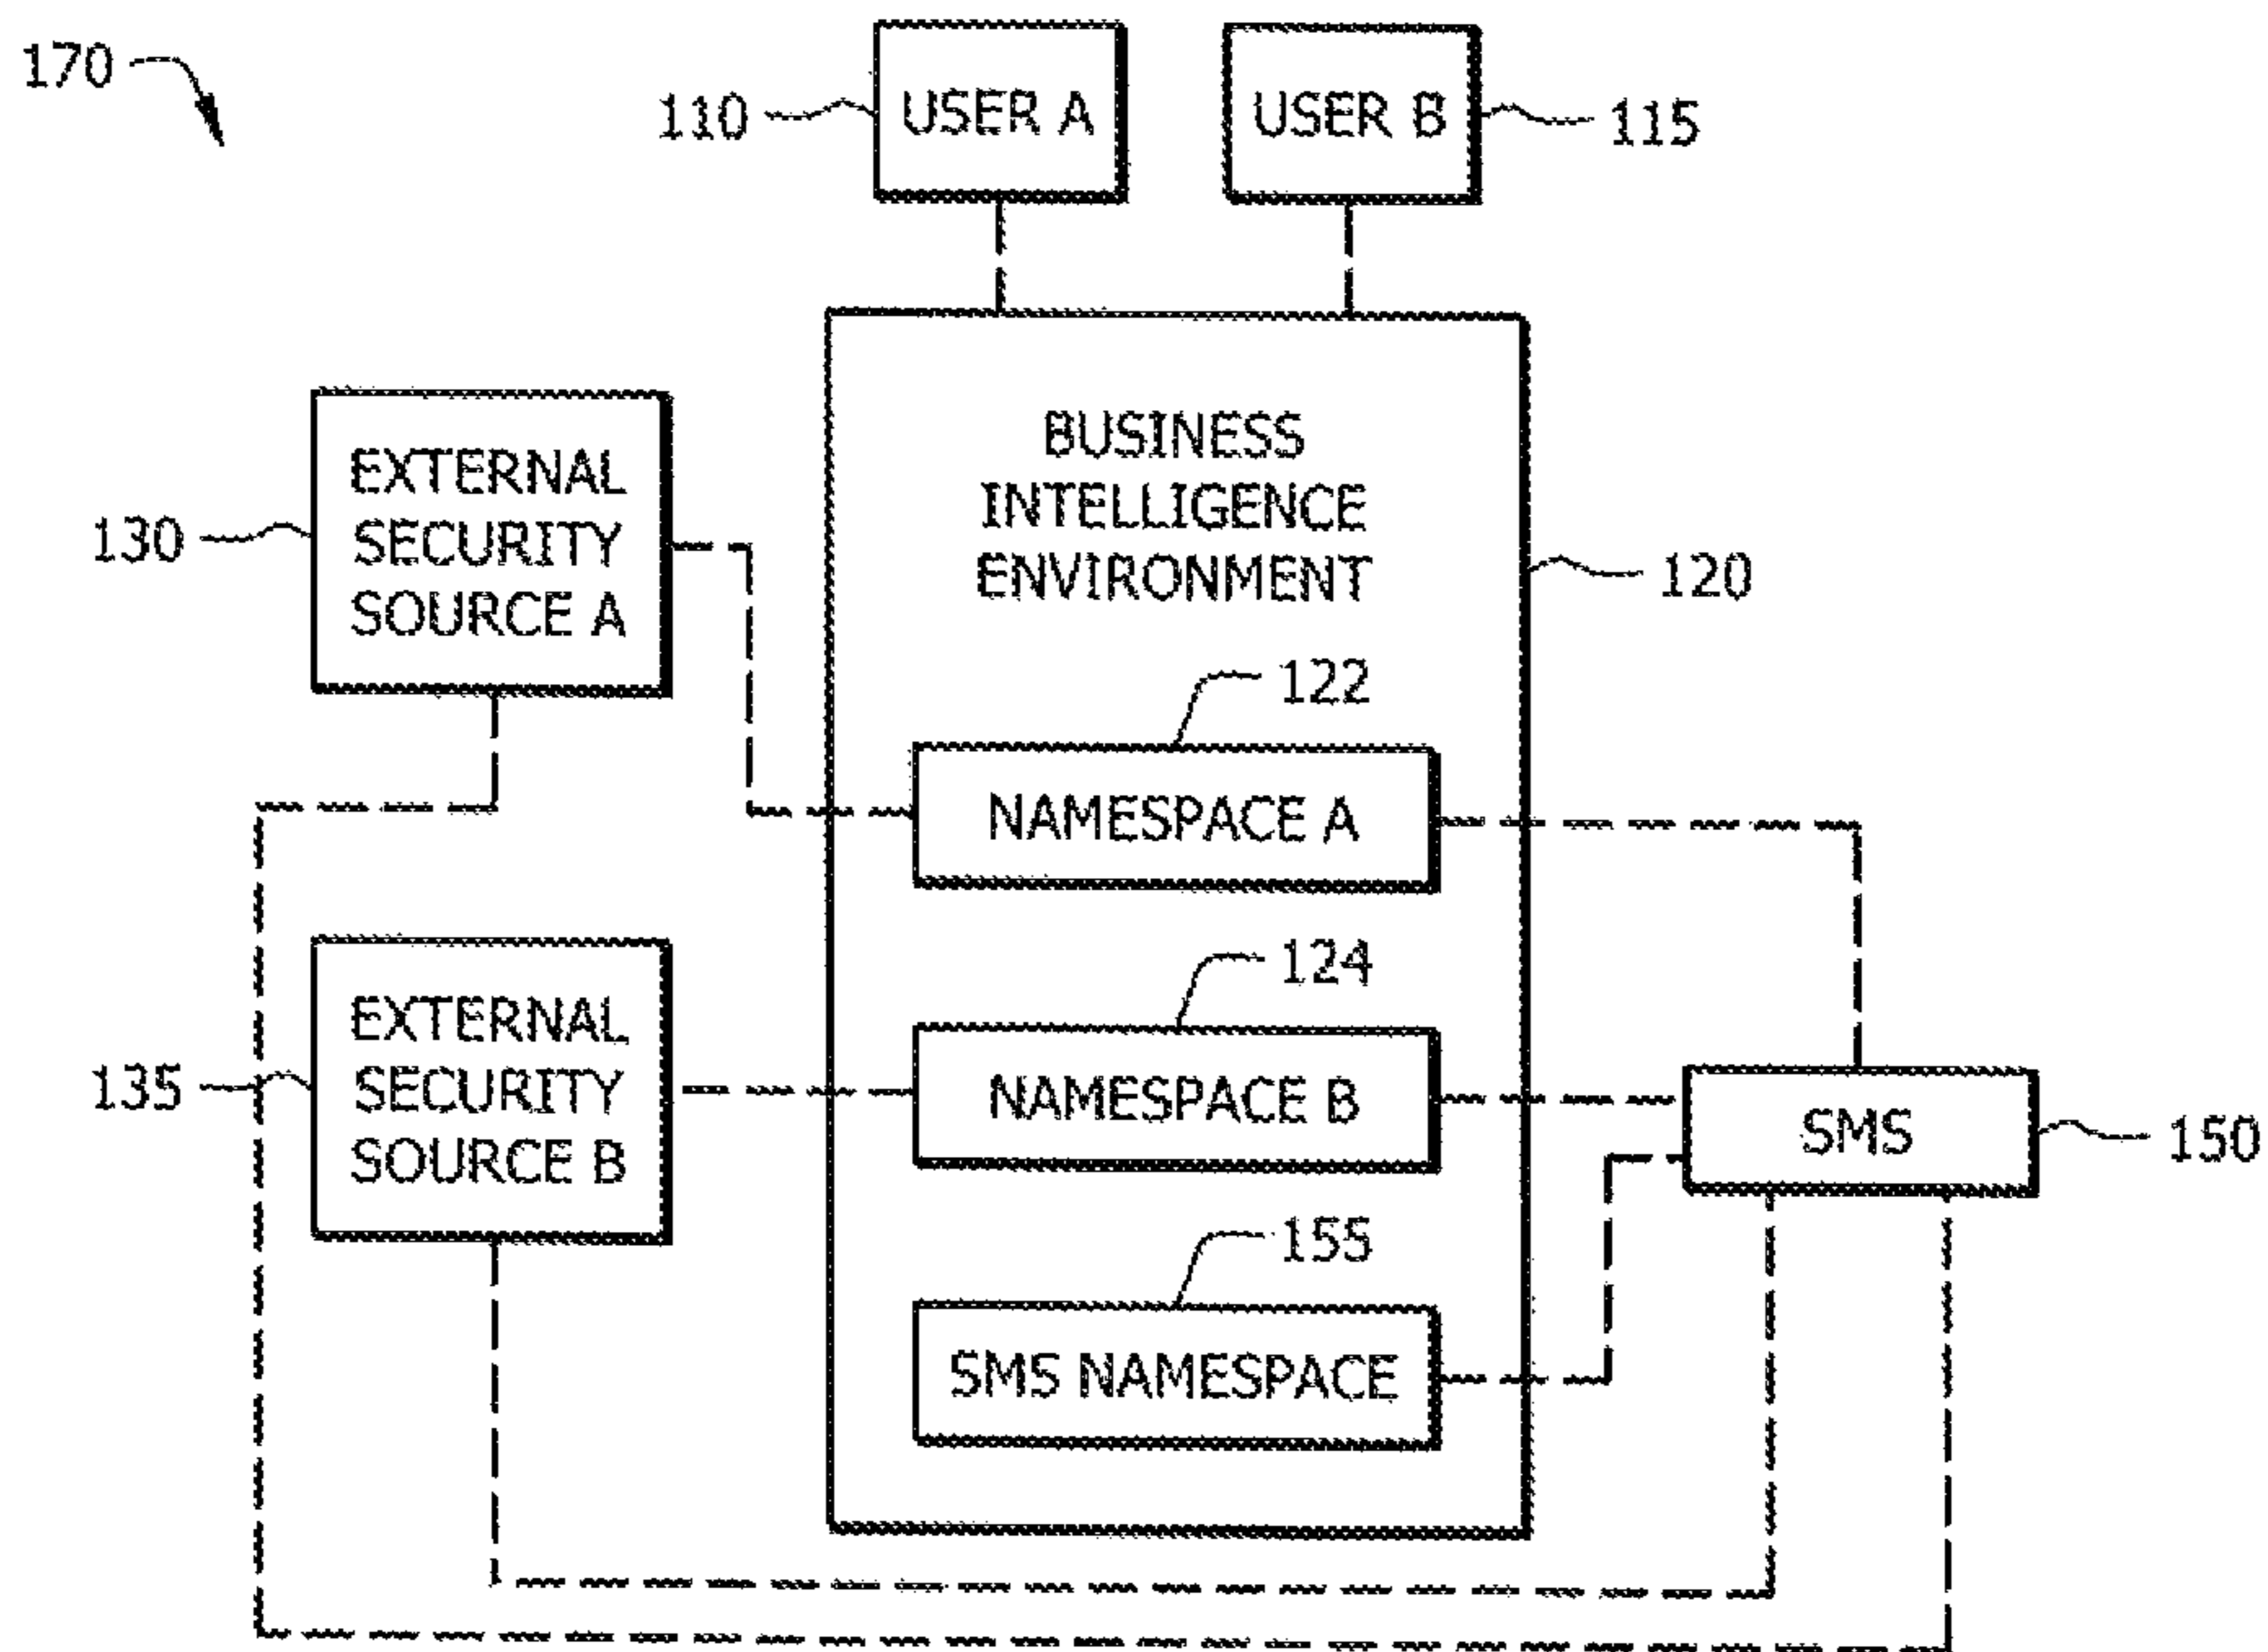 170
110
USER A
USER B
115
BUSINESS
INTELLIGENCE
ENVIRONMENT
120
130
EXTERNAL
SECURITY
SOURCE A
122
NAMESPACE A
135
EXTERNAL
SECURITY
SOURCE B
124
NAMESPACE B
SMS
150
155
SMS NAMESPACE